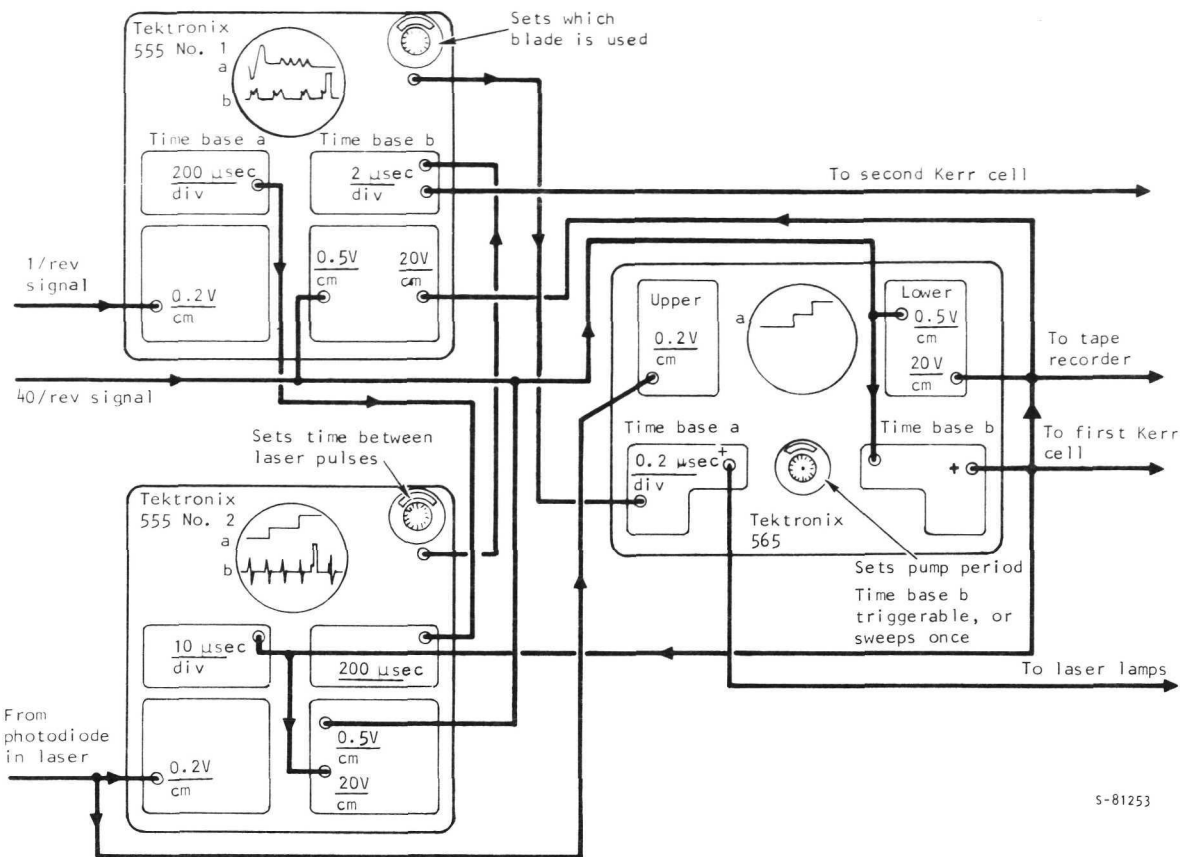 Tektronix
555 No. 1
a
b
Sets which
blade is used
Time base a
Time base b
200 μsec
div
2 μsec
div
To second Kerr cell
1/rev
signal
0.2V
cm
0.5V
cm
20V
cm
Upper
0.2V
cm
a
Lower
0.5V
cm
20V
cm
To tape
recorder
40/rev signal
Sets time between
laser pulses
Time base a
0.2 μsec
div
+
Time base b
+
To first Kerr
cell
Tektronix
565
Sets pump period
Time base b
triggerable, or
sweeps once
Tektronix
555 No. 2
a
b
10 μsec
div
200 μsec
To laser lamps
From
photodiode
in laser
0.2V
cm
0.5V
cm
20V
cm
S-81253